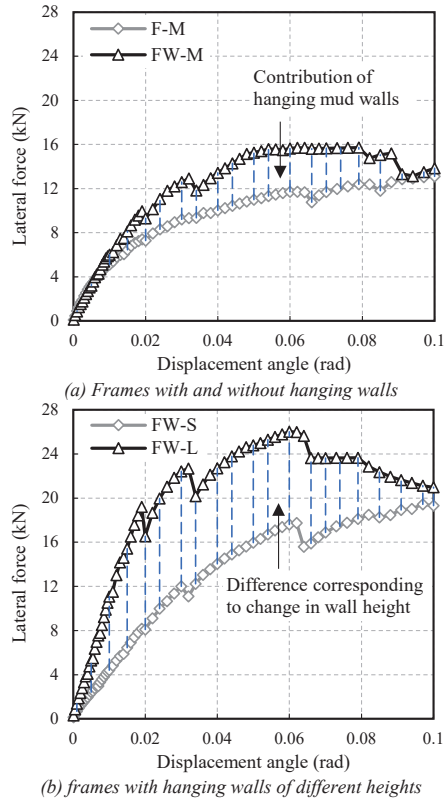 28
24
20
16
12
8
4
0
Lateral force (kN)
F-M
FW-M
Contribution of
hanging mud walls
0 0.02 0.04 0.06 0.08 0.1
Displacement angle (rad)
(a) Frames with and without hanging walls
28
24
20
16
12
8
4
0
Lateral force (kN)
FW-S
FW-L
Difference corresponding
to change in wall height
0 0.02 0.04 0.06 0.08 0.1
Displacement angle (rad)
(b) frames with hanging walls of different heights